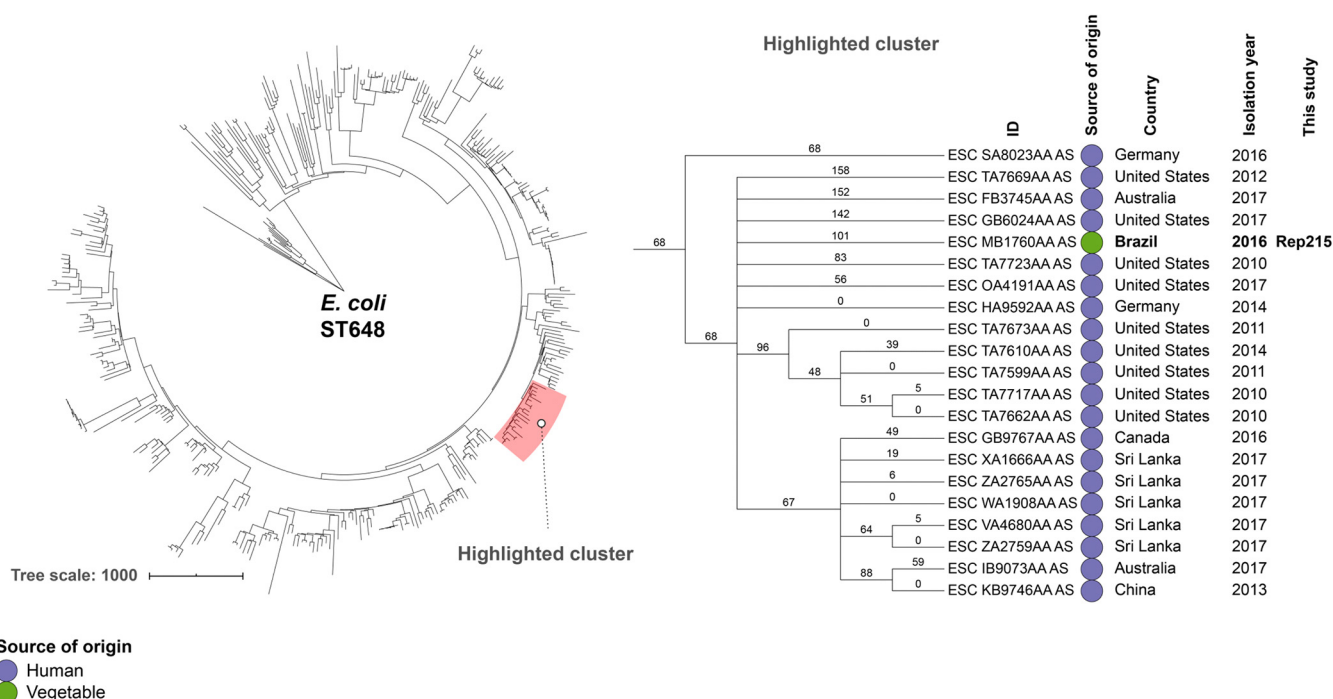 Highlighted cluster
ID
Source of origin
Country
Isolation year
This study
68
68 ESC SA8023AA AS Germany 2016
158 ESC TA7669AA AS United States 2012
152 ESC FB3745AA AS Australia 2017
142 ESC GB6024AA AS United States 2017
101 ESC MB1760AA AS Brazil 2016 Rep215
83 ESC TA7723AA AS United States 2010
56 ESC OA4191AA AS United States 2017
0 ESC HA9592AA AS Germany 2014
0 ESC TA7673AA AS United States 2011
68
96
39 ESC TA7610AA AS United States 2014
48
0 ESC TA7599AA AS United States 2011
5 ESC TA7717AA AS United States 2010
51
0 ESC TA7662AA AS United States 2010
49 ESC GB9767AA AS Canada 2016
19 ESC XA1666AA AS Sri Lanka 2017
6 ESC ZA2765AA AS Sri Lanka 2017
67
0 ESC WA1908AA AS Sri Lanka 2017
5 ESC VA4680AA AS Sri Lanka 2017
64
0 ESC ZA2759AA AS Sri Lanka 2017
59 ESC IB9073AA AS Australia 2017
88
0 ESC KB9746AA AS China 2013
E. coli
ST648
Highlighted cluster
Tree scale: 1000
Source of origin
Human
Vegetable